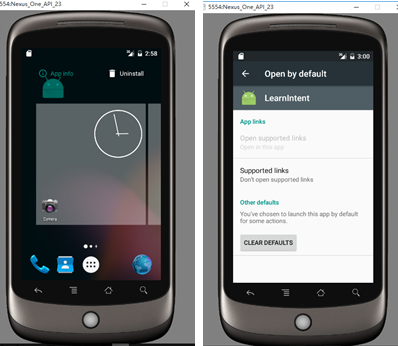 5554:Nexus_One_API_23
2:58
App info
Uninstall
Camera
5554:Nexus_One_API_23
3:00
Open by default
LearnIntent
App links
Open supported links
Open in this app
Supported links
Don't open supported links
Other defaults
You've chosen to launch this app by default
for some actions.
CLEAR DEFAULTS